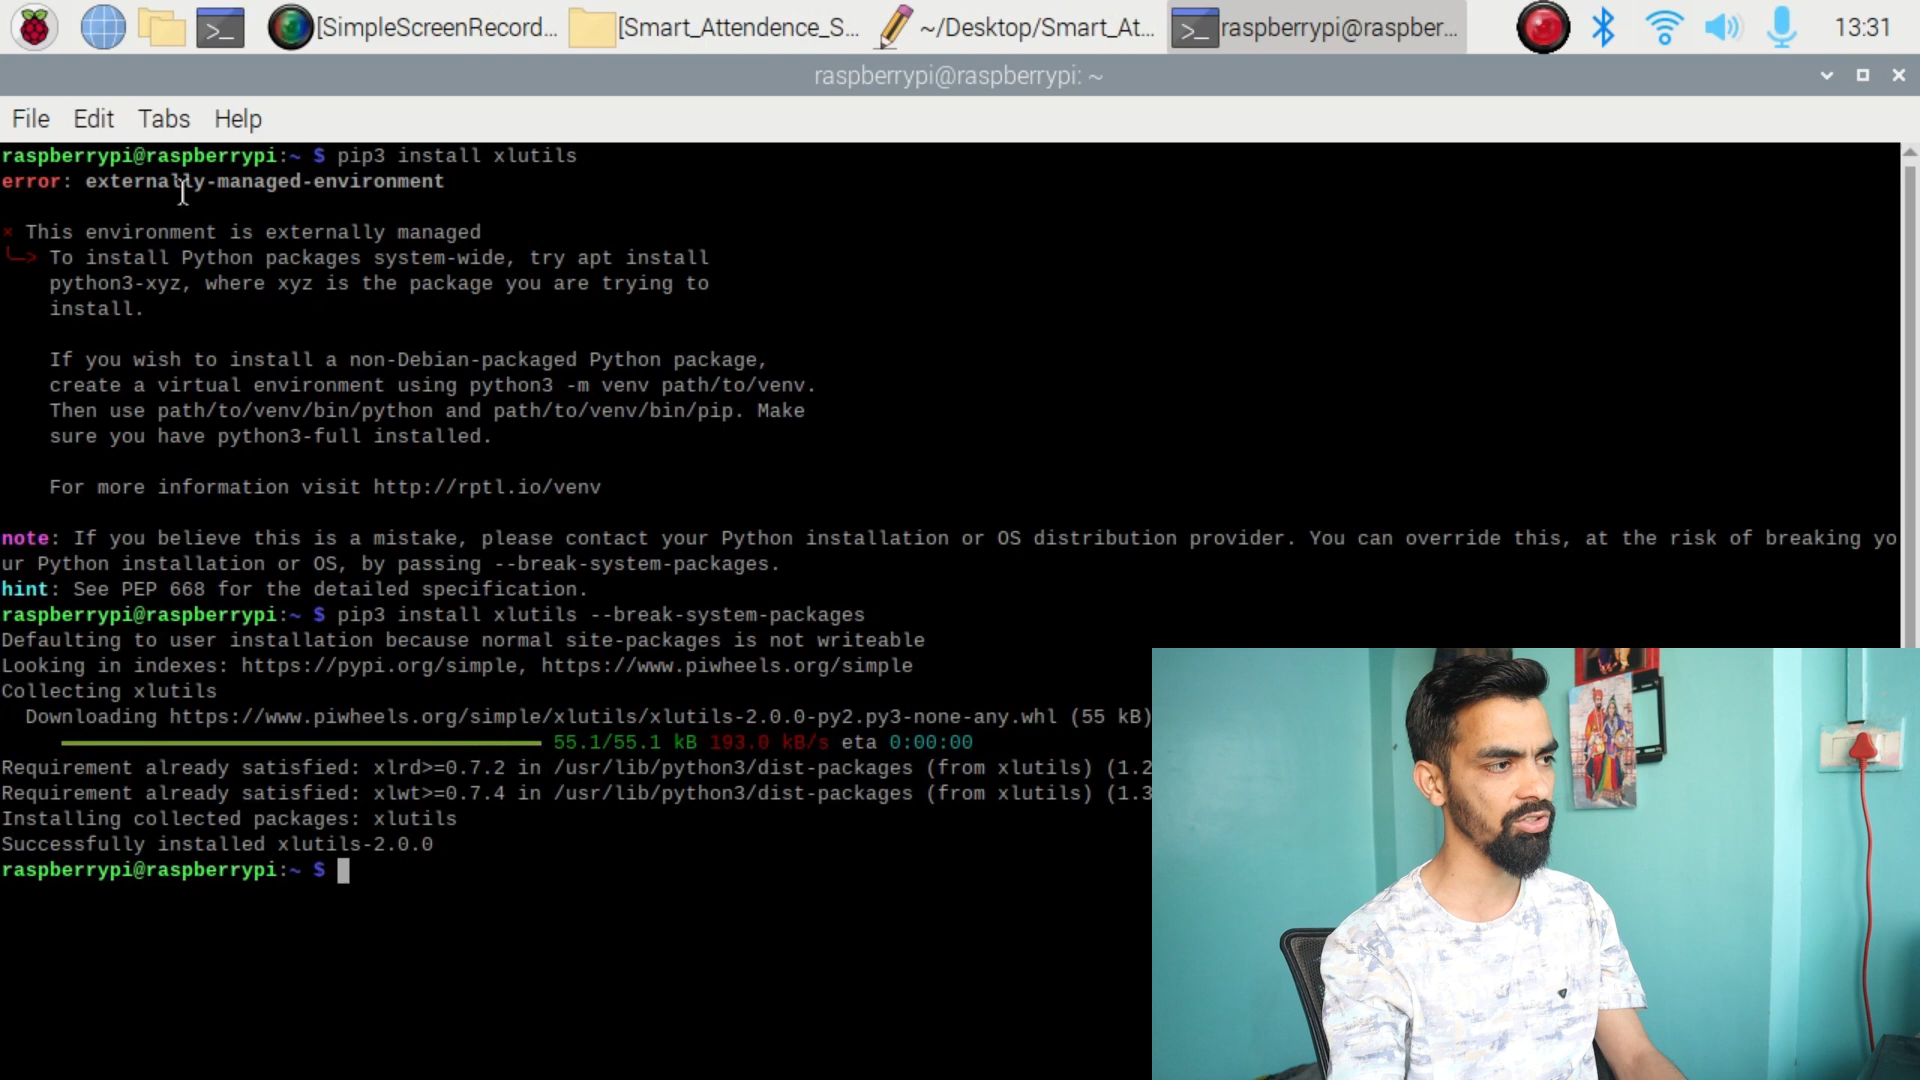 [SimpleScreenRecord... [Smart_Attendence_S... ~/Desktop/Smart_At... raspberrypi@raspber... 13:31
raspberrypi@raspberrypi: ~
File Edit Tabs Help
raspberrypi@raspberrypi:~ $ pip3 install xlutils
error: externally-managed-environment
× This environment is externally managed
╰─> To install Python packages system-wide, try apt install
python3-xyz, where xyz is the package you are trying to
install.
If you wish to install a non-Debian-packaged Python package,
create a virtual environment using python3 -m venv path/to/venv.
Then use path/to/venv/bin/python and path/to/venv/bin/pip. Make
sure you have python3-full installed.
For more information visit http://rptl.io/venv
note: If you believe this is a mistake, please contact your Python installation or OS distribution provider. You can override this, at the risk of breaking yo
ur Python installation or OS, by passing --break-system-packages.
hint: See PEP 668 for the detailed specification.
raspberrypi@raspberrypi:~ $ pip3 install xlutils --break-system-packages
Defaulting to user installation because normal site-packages is not writeable
Looking in indexes: https://pypi.org/simple, https://www.piwheels.org/simple
Collecting xlutils
Downloading https://www.piwheels.org/simple/xlutils/xlutils-2.0.0-py2.py3-none-any.whl (55 kB)
55.1/55.1 kB 193.0 kB/s eta 0:00:00
Requirement already satisfied: xlrd>=0.7.2 in /usr/lib/python3/dist-packages (from xlutils) (1.2
Requirement already satisfied: xlwt>=0.7.4 in /usr/lib/python3/dist-packages (from xlutils) (1.3
Installing collected packages: xlutils
Successfully installed xlutils-2.0.0
raspberrypi@raspberrypi:~ $